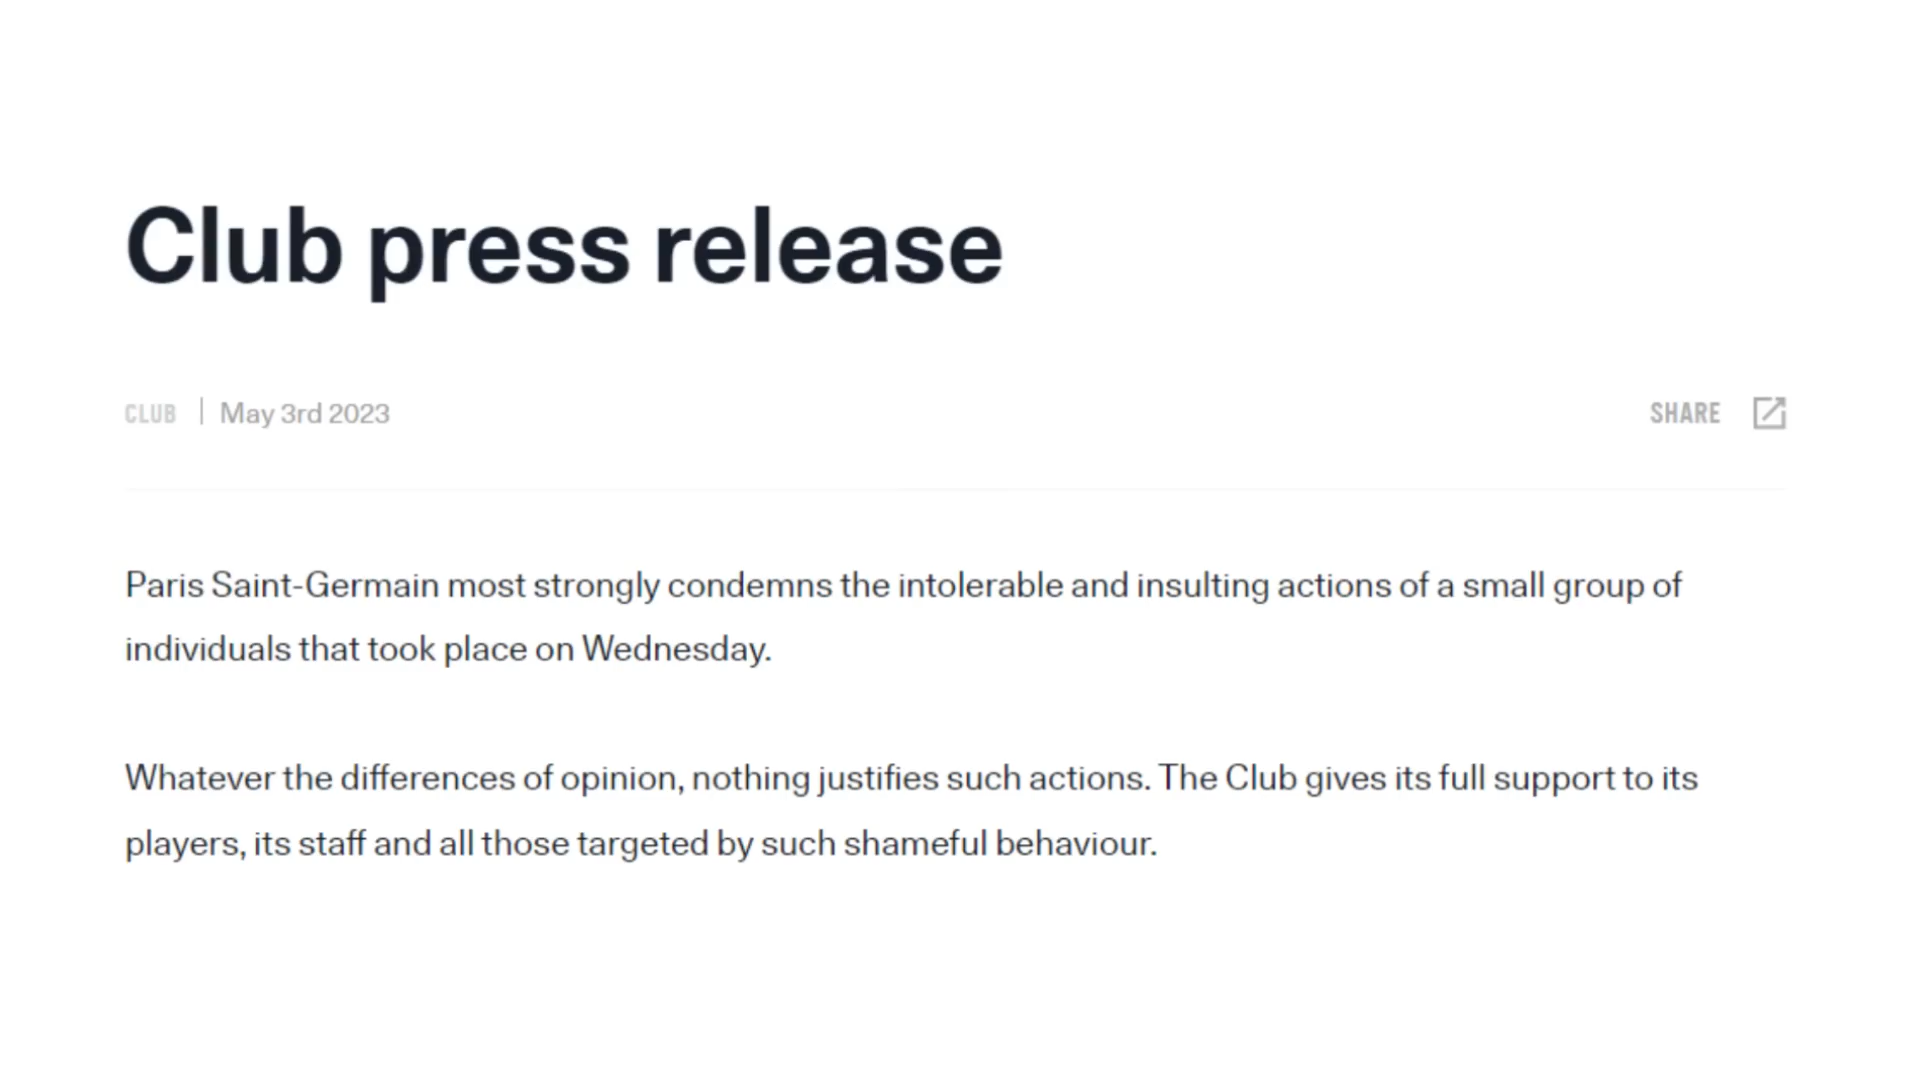 Club press release
CLUB | May 3rd 2023
SHARE
Paris Saint-Germain most strongly condemns the intolerable and insulting actions of a small group of
individuals that took place on Wednesday.
Whatever the differences of opinion, nothing justifies such actions. The Club gives its full support to its
players, its staff and all those targeted by such shameful behaviour.